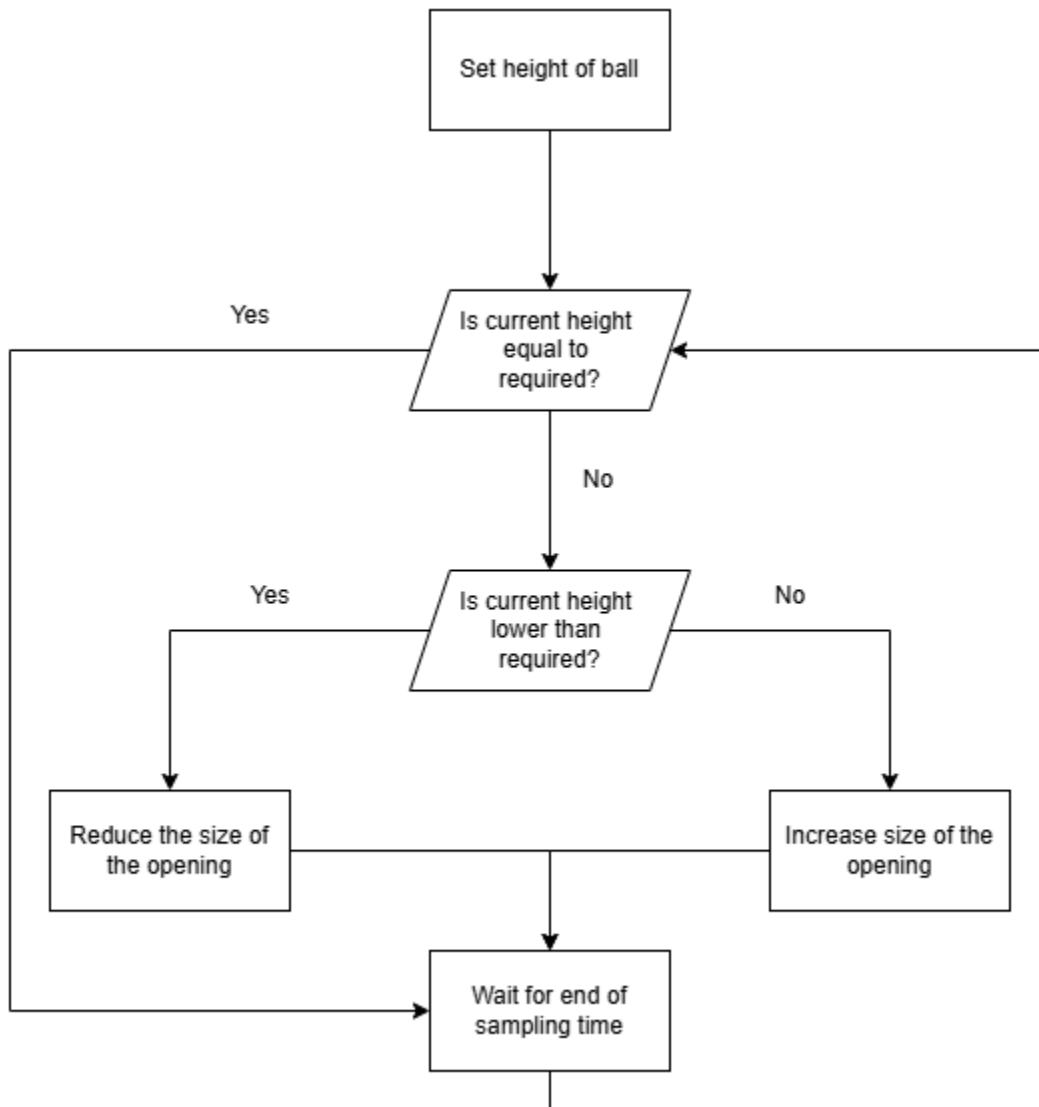 Set height of ball
Yes
Is current height
equal to
required?
No
Yes
Is current height
lower than
required?
No
Reduce the size of
the opening
Increase size of the
opening
Wait for end of
sampling time